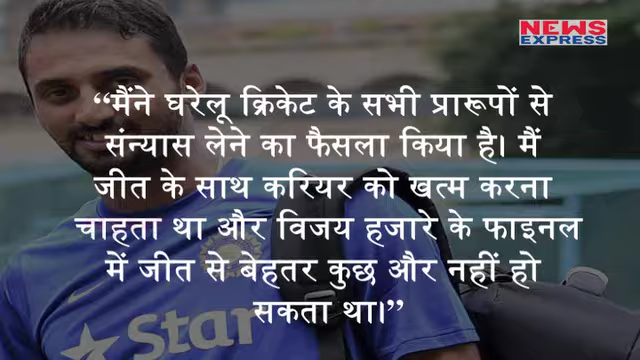 NEWS
EXPRESS
“मैंने घरेलू क्रिकेट के सभी प्रारूपों से
संन्यास लेने का फैसला किया है। मैं
जीत के साथ करियर को खत्म करना
चाहता था और विजय हजारे के फाइनल
में जीत से बेहतर कुछ और नहीं हो
सकता था।”
Star